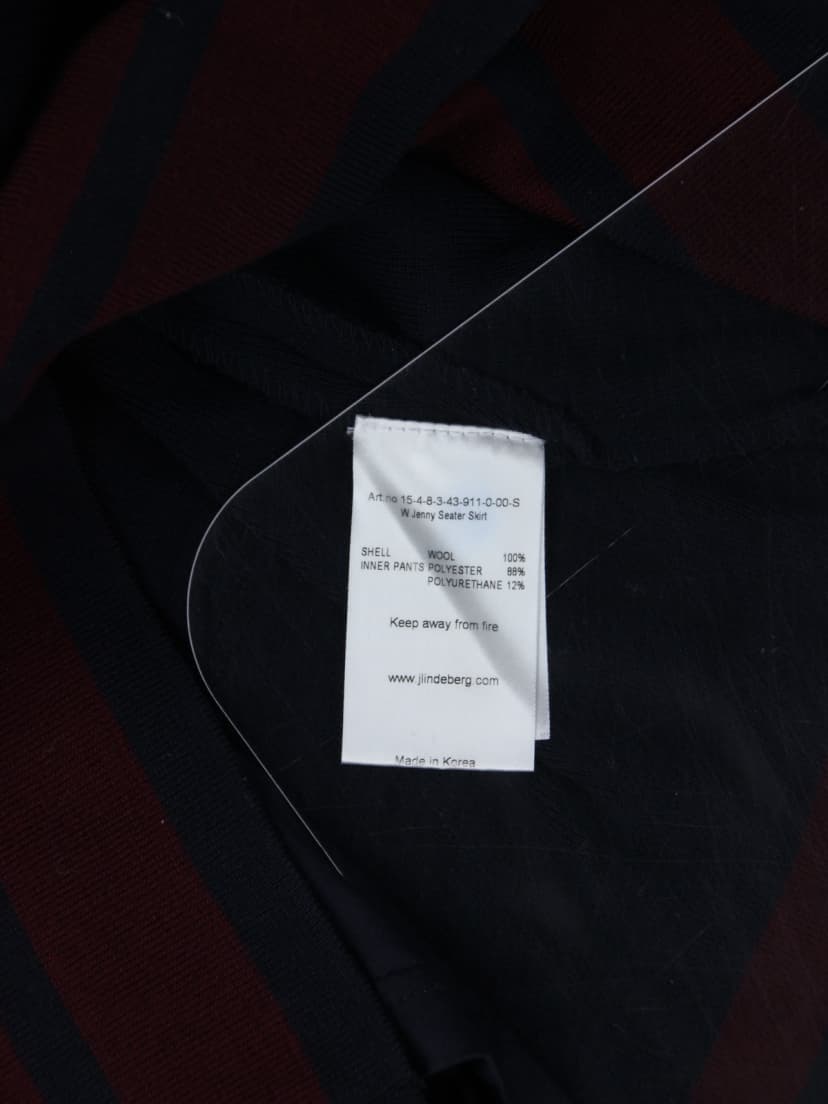 Art.no 15-4-8-3-43-911-0-00-S
W Jenny Seater Skirt
SHELL WOOL 100%
INNER PANTS POLYESTER 88%
POLYURETHANE 12%
Keep away from fire
www.jlindeberg.com
Made in Korea